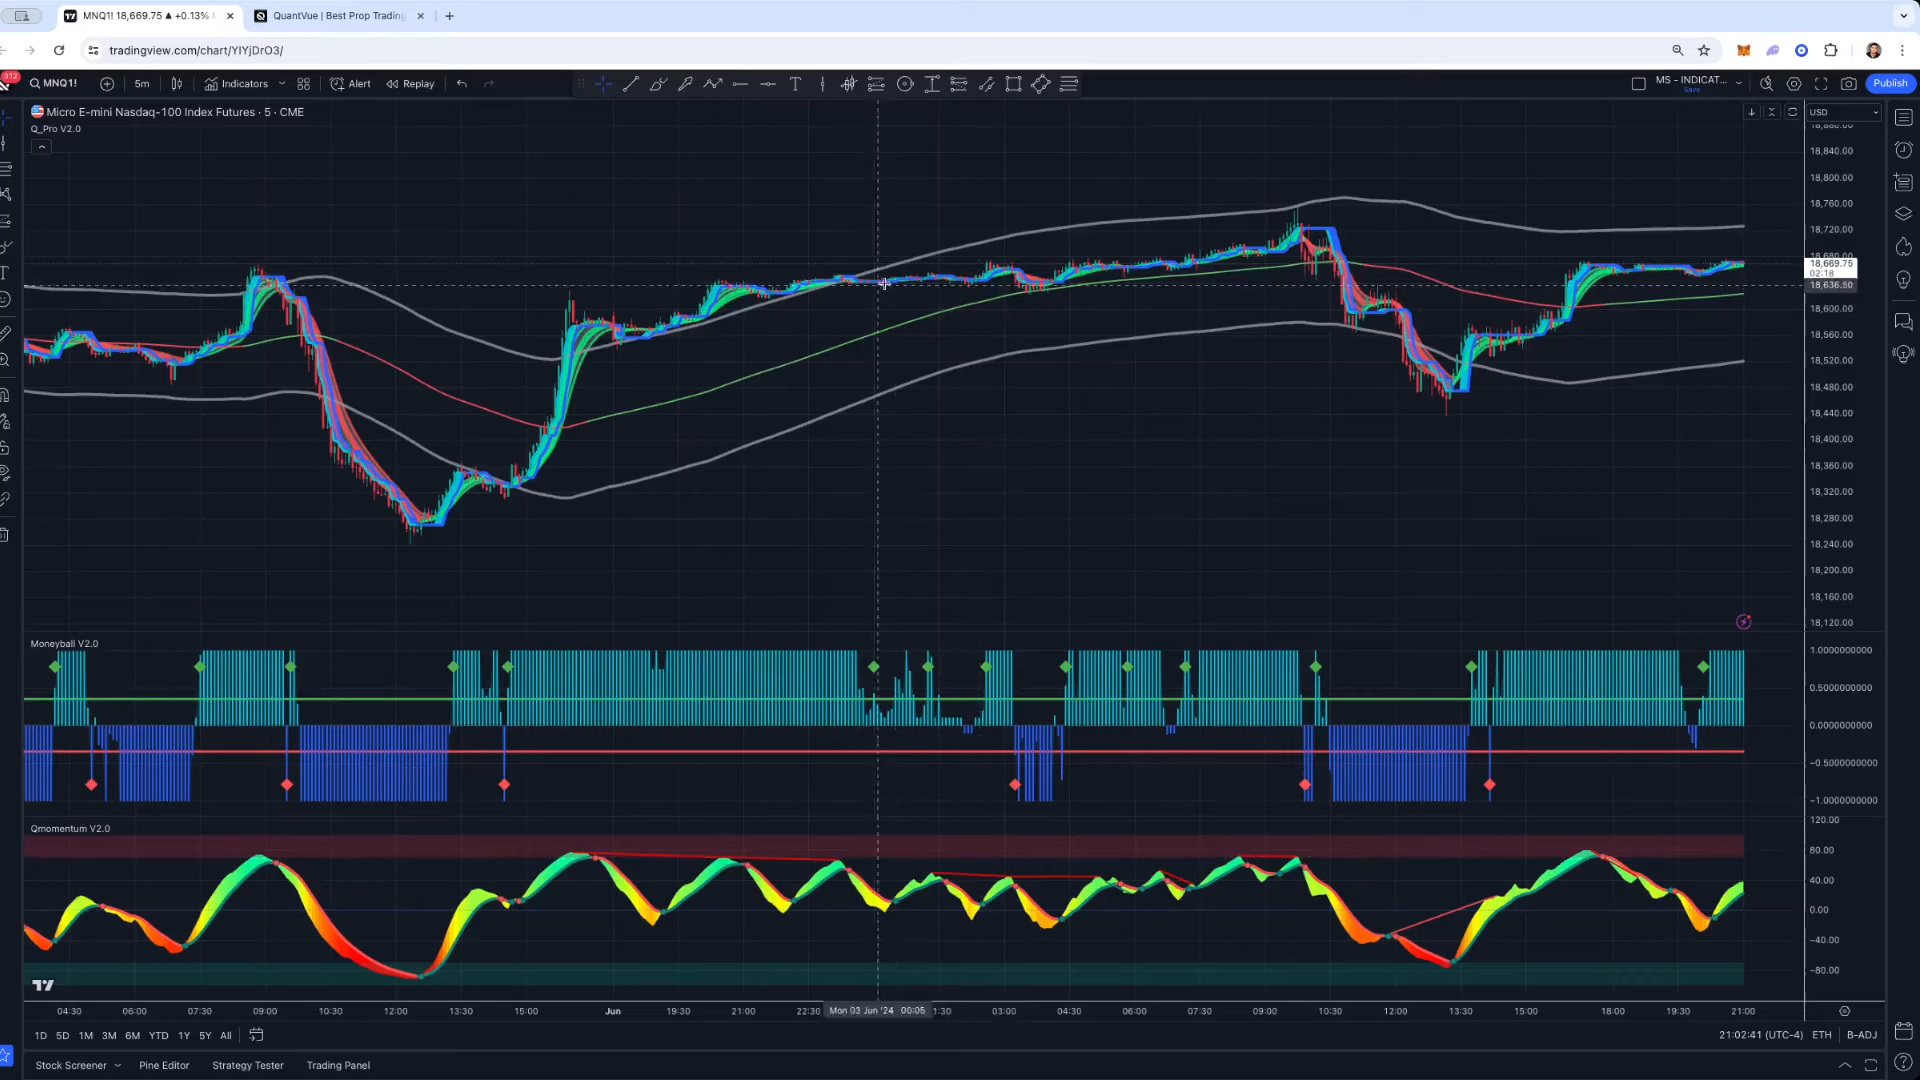 MNQ1! 18,669.75 ▲ +0.13%
QuantVue | Best Prop Trading
tradingview.com/chart/YIYjDrO3/
312
MNQ1!
5m
Indicators
Alert
Replay
MS - INDICAT...
Save
Publish
Micro E-mini Nasdaq-100 Index Futures · 5 · CME
USD
Q_Pro V2.0
18,880.00
18,840.00
18,800.00
18,760.00
18,720.00
18,680.00
18,669.75
02:18
18,636.50
18,600.00
18,560.00
18,520.00
18,480.00
18,440.00
18,400.00
18,360.00
18,320.00
18,280.00
18,240.00
18,200.00
18,160.00
18,120.00
Moneyball V2.0
1.0000000000
0.5000000000
0.0000000000
−0.5000000000
−1.0000000000
Qmomentum V2.0
120.00
80.00
40.00
0.00
−40.00
−80.00
04:30 06:00 07:30 09:00 10:30 12:00 13:30 15:00 Jun 19:30 21:00 22:30 Mon 03 Jun '24 00:05 1:30 03:00 04:30 06:00 07:30 09:00 10:30 12:00 13:30 15:00 18:00 19:30 21:00
1D 5D 1M 3M 6M YTD 1Y 5Y All
21:02:41 (UTC-4) ETH B-ADJ
Stock Screener Pine Editor Strategy Tester Trading Panel